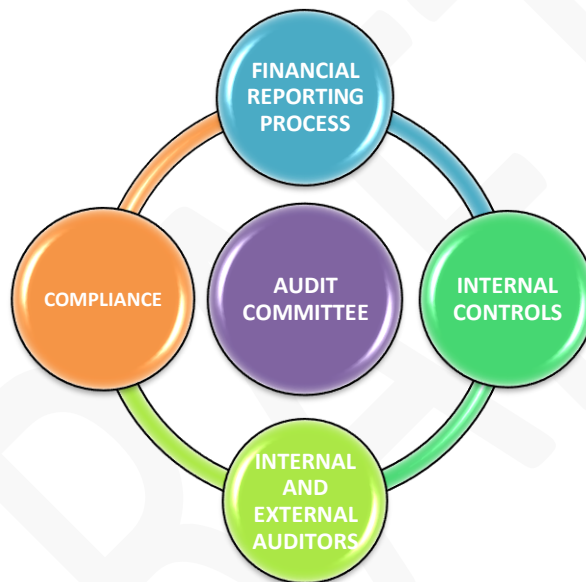 FINANCIAL
REPORTING
PROCESS
COMPLIANCE
AUDIT
COMMITTEE
INTERNAL
CONTROLS
INTERNAL
AND
EXTERNAL
AUDITORS